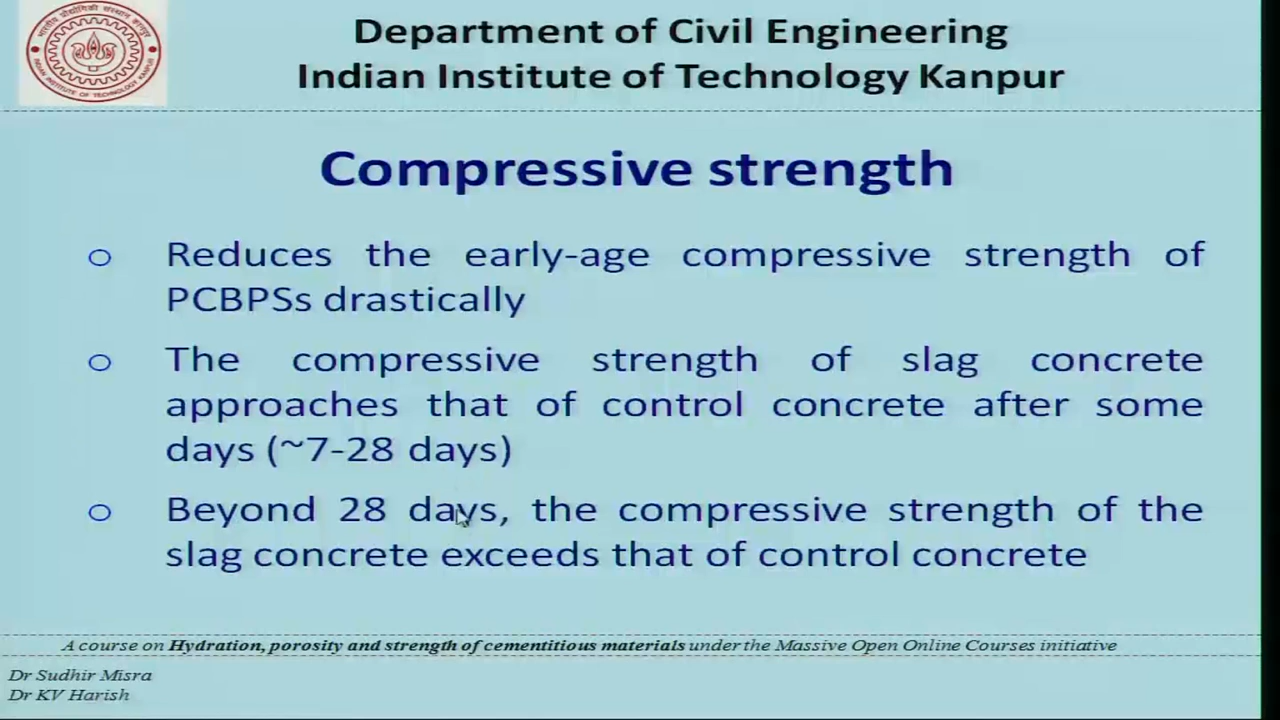 Department of Civil Engineering
Indian Institute of Technology Kanpur
Compressive strength
o Reduces the early-age compressive strength of
PCBPSs drastically
o The compressive strength of slag concrete
approaches that of control concrete after some
days (~7-28 days)
o Beyond 28 days, the compressive strength of the
slag concrete exceeds that of control concrete
A course on Hydration, porosity and strength of cementitious materials under the Massive Open Online Courses initiative
Dr Sudhir Misra
Dr KV Harish